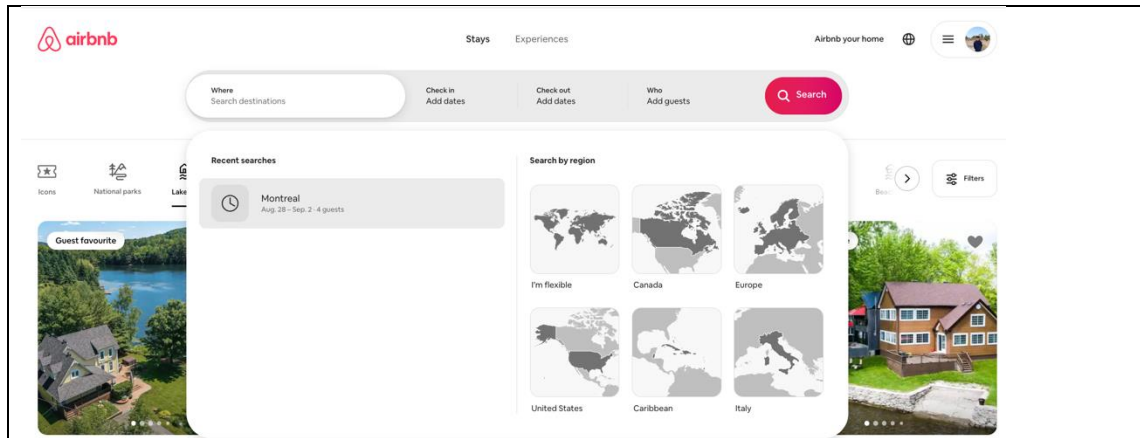 airbnb
Stays Experiences
Airbnb your home
Where
Search destinations
Check in
Add dates
Check out
Add dates
Who
Add guests
Search
Icons
National parks
Lake
Filters
Guest favourite
Recent searches
Montreal
Aug. 28 – Sep. 2 · 4 guests
Search by region
I'm flexible
Canada
Europe
United States
Caribbean
Italy